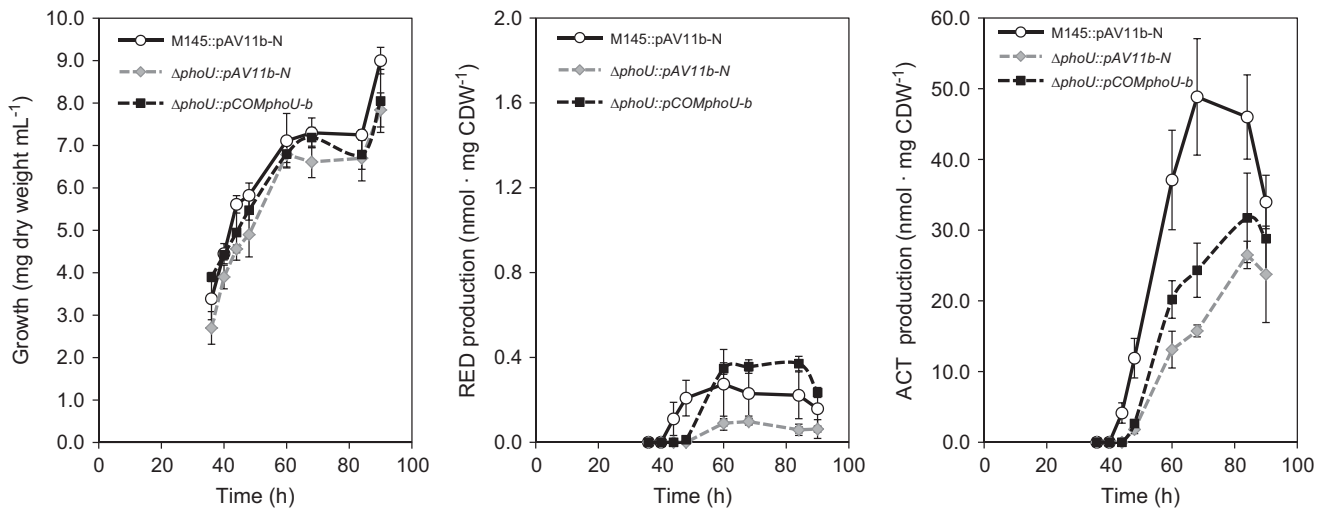 Growth (mg dry weight mL-1)
10.0
9.0
8.0
7.0
6.0
5.0
4.0
3.0
2.0
1.0
0.0
0 20 40 60 80 100
Time (h)
M145::pAV11b-N
ΔphoU::pAV11b-N
ΔphoU::pCOMphoU-b
RED production (nmol · mg CDW-1)
2.0
1.6
1.2
0.8
0.4
0.0
0 20 40 60 80 100
Time (h)
M145::pAV11b-N
ΔphoU::pAV11b-N
ΔphoU::pCOMphoU-b
ACT production (nmol · mg CDW-1)
60.0
50.0
40.0
30.0
20.0
10.0
0.0
0 20 40 60 80 100
Time (h)
M145::pAV11b-N
ΔphoU::pAV11b-N
ΔphoU::pCOMphoU-b